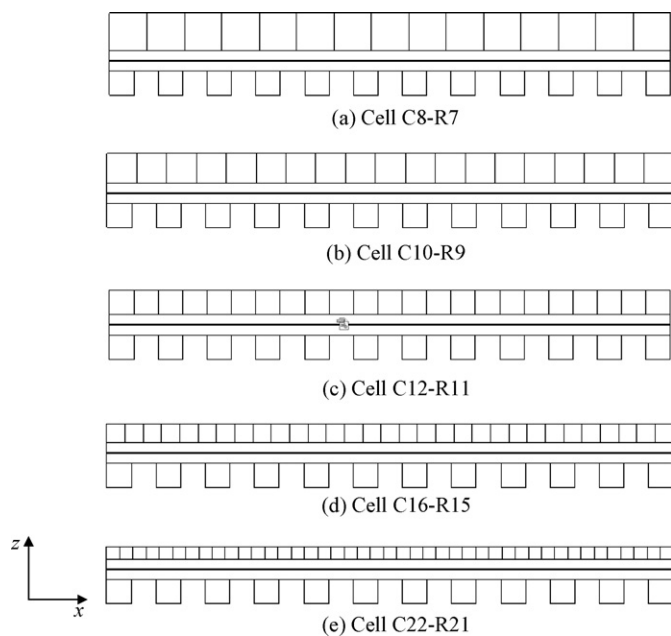 (a) Cell C8-R7
(b) Cell C10-R9
(c) Cell C12-R11
(d) Cell C16-R15
z
x
(e) Cell C22-R21